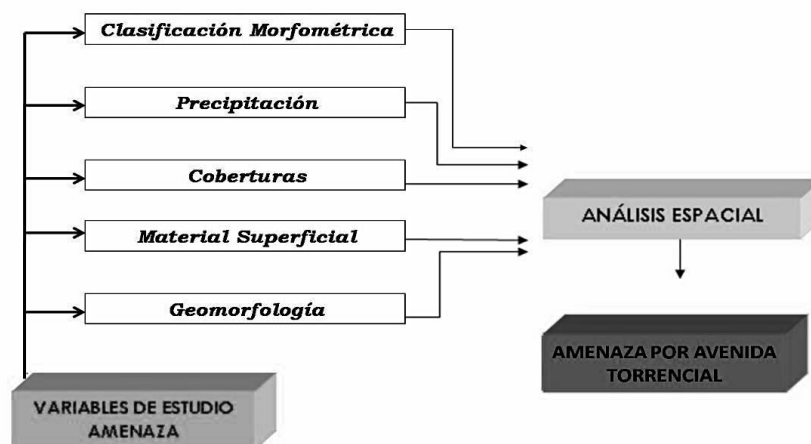 Clasificación Morfométrica
Precipitación
Coberturas
Material Superficial
Geomorfología
VARIABLES DE ESTUDIO
AMENAZA
ANÁLISIS ESPACIAL
AMENAZA POR AVENIDA
TORRENCIAL